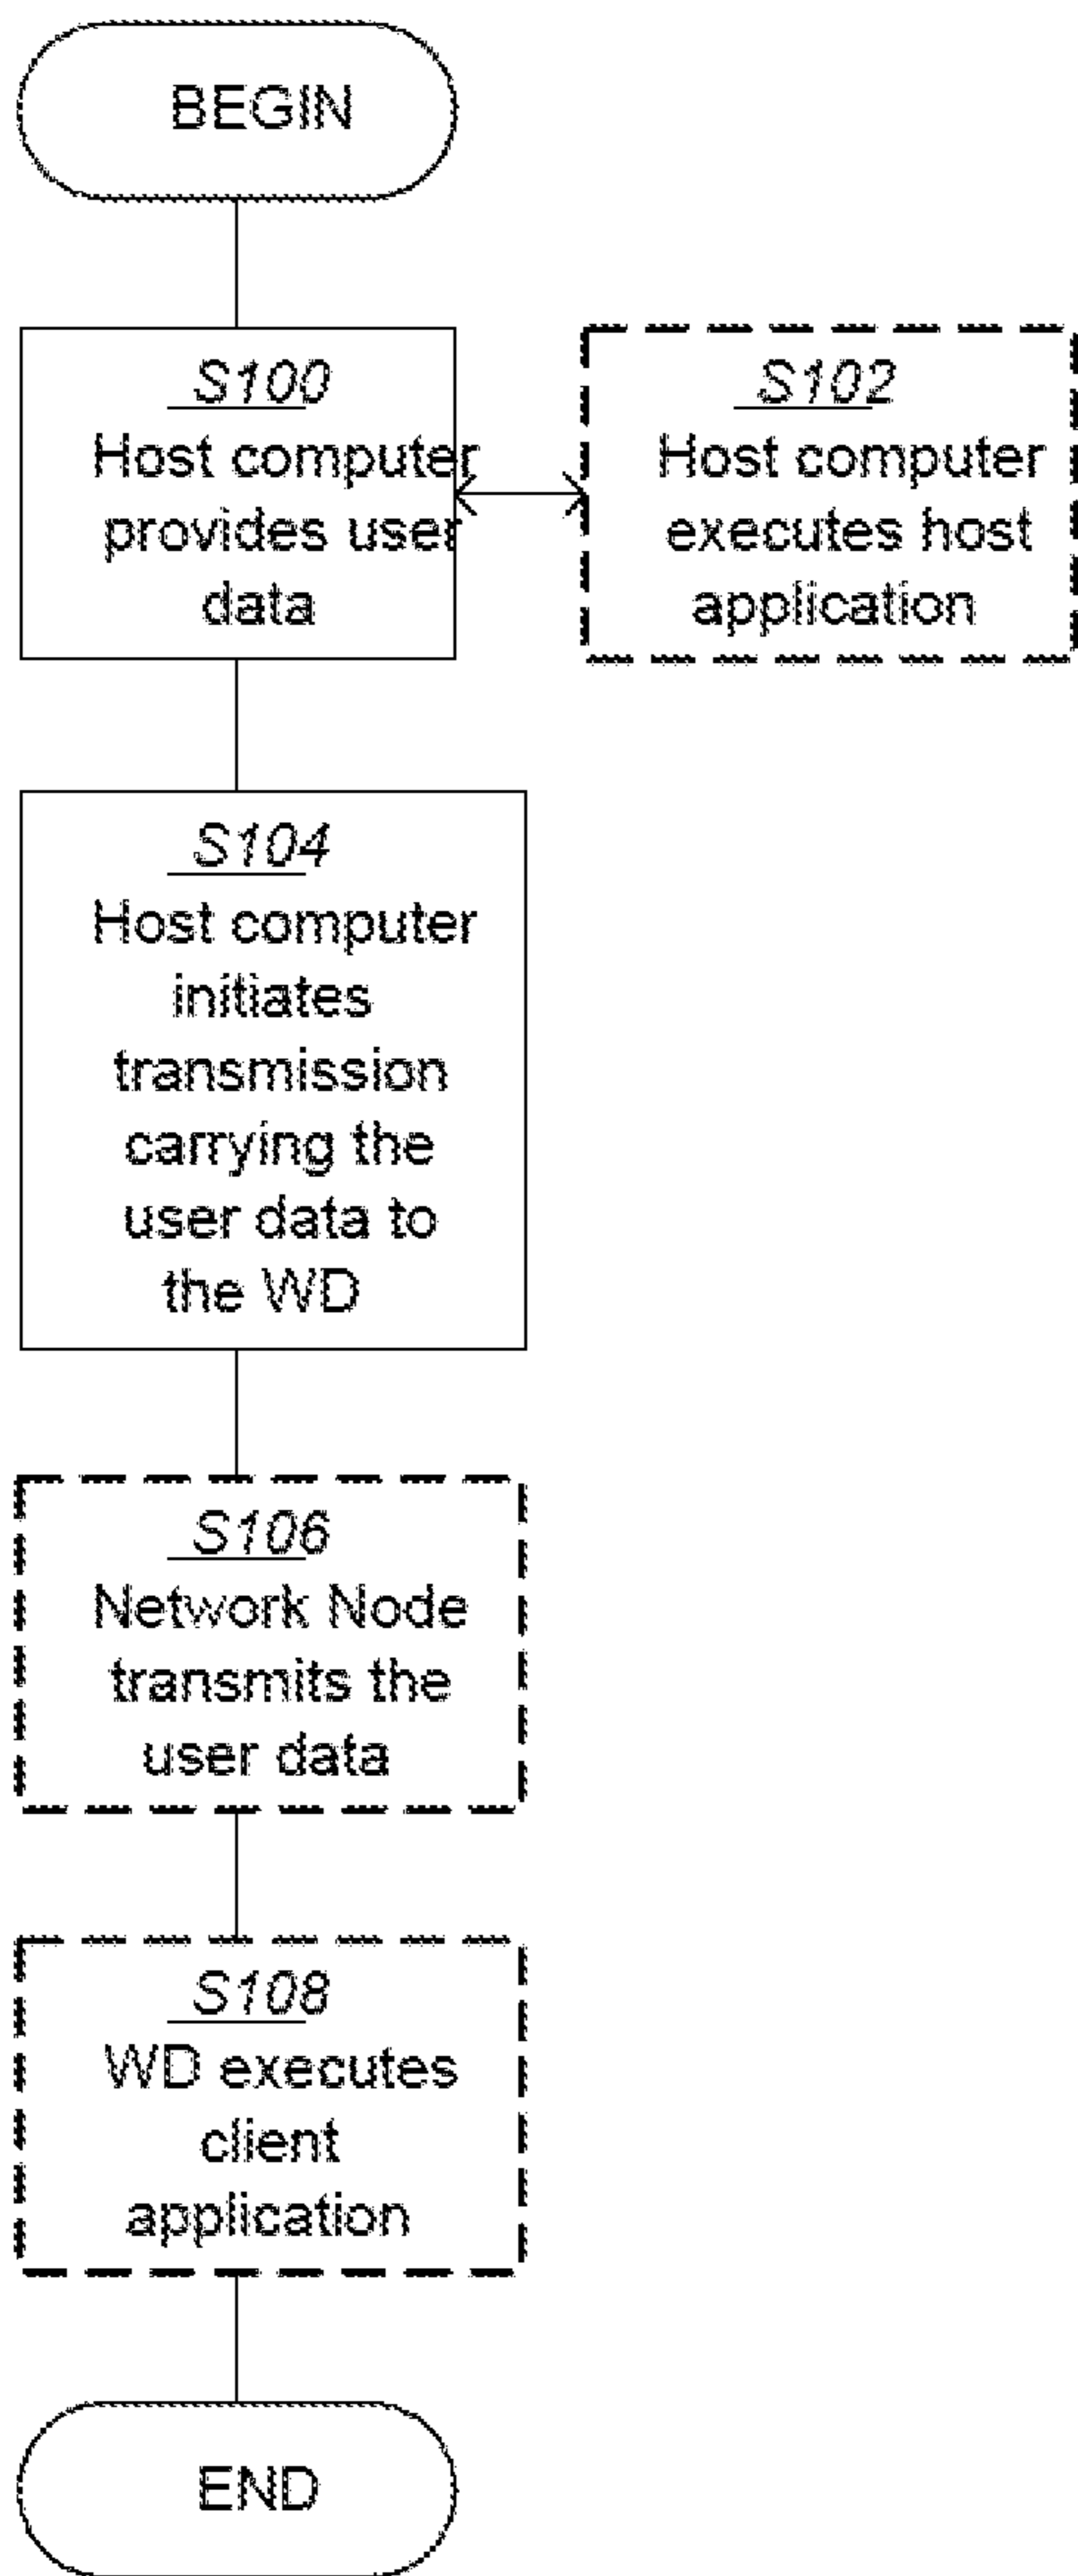 BEGIN
S100
Host computer
provides user
data
S102
Host computer
executes host
application
S104
Host computer
initiates
transmission
carrying the
user data to
the WD
S106
Network Node
transmits the
user data
S108
WD executes
client
application
END